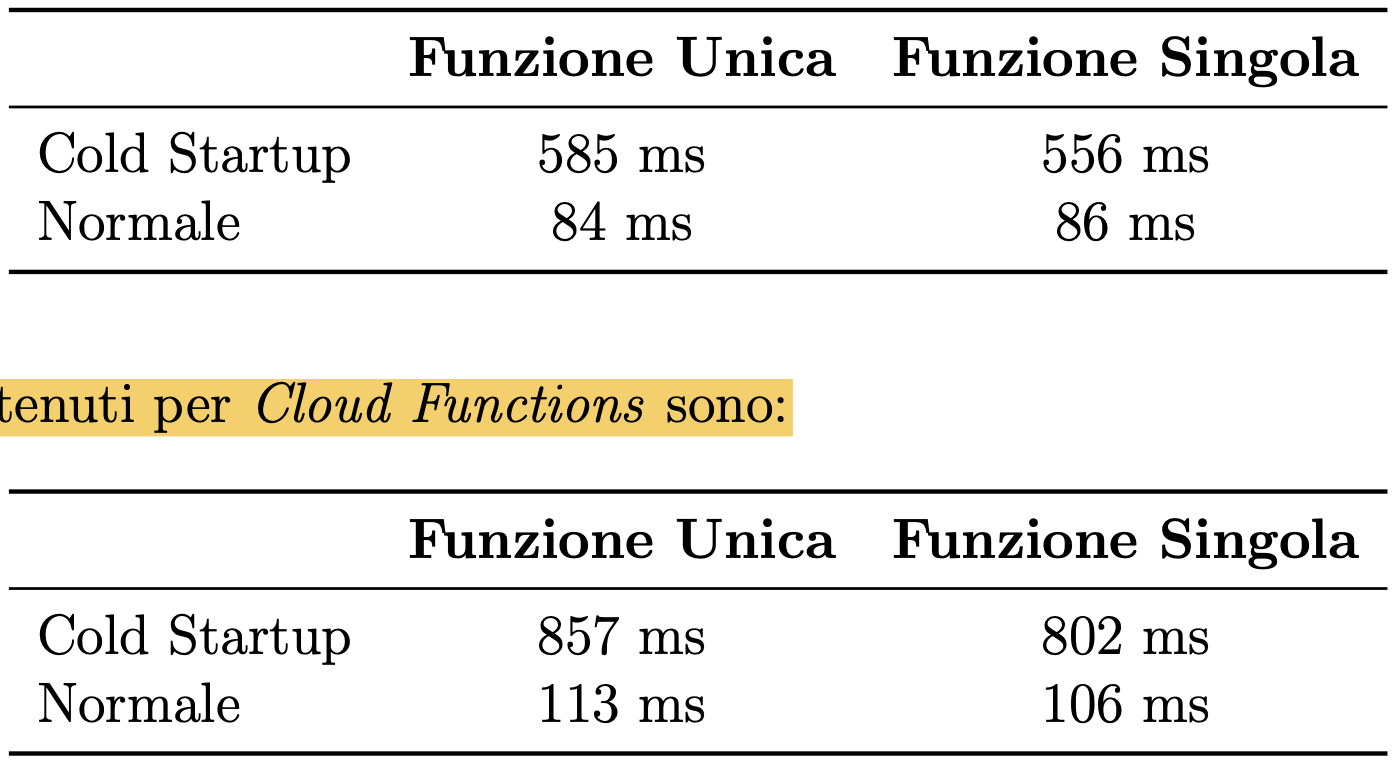 Funzione Unica Funzione Singola
Cold Startup 585 ms 556 ms
Normale 84 ms 86 ms
tenuti per Cloud Functions sono:
Funzione Unica Funzione Singola
Cold Startup 857 ms 802 ms
Normale 113 ms 106 ms